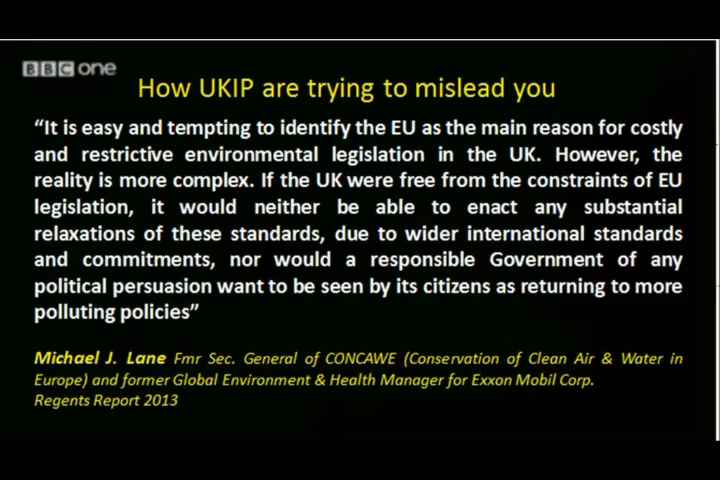 BBC one
How UKIP are trying to mislead you
“It is easy and tempting to identify the EU as the main reason for costly
and restrictive environmental legislation in the UK. However, the
reality is more complex. If the UK were free from the constraints of EU
legislation, it would neither be able to enact any substantial
relaxations of these standards, due to wider international standards
and commitments, nor would a responsible Government of any
political persuasion want to be seen by its citizens as returning to more
polluting policies”
Michael J. Lane Fmr Sec. General of CONCAWE (Conservation of Clean Air & Water in
Europe) and former Global Environment & Health Manager for Exxon Mobil Corp.
Regents Report 2013